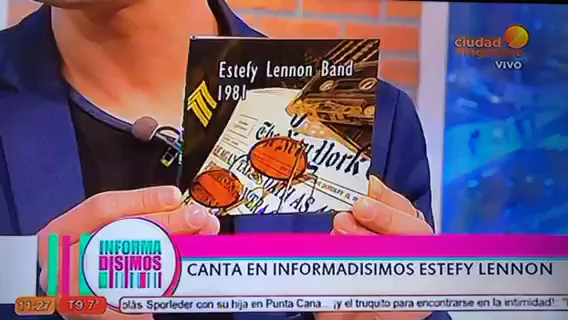 Estefy Lennon Band
1981
ciudad
VIVO
The New York
INFORMA
DISIMOS
CANTA EN INFORMADISIMOS ESTEFY LENNON
11:27
T9.7°
olás Sporleder con su hija en Punta Cana... ¡y el truquito para encontrarse en la intimidad!: